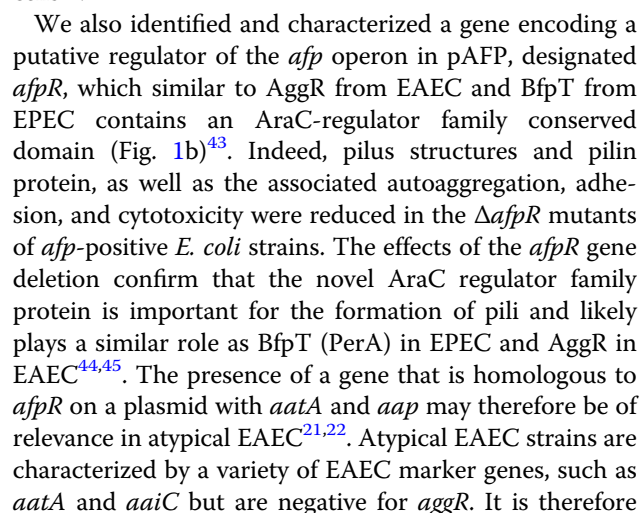 We also identified and characterized a gene encoding a
putative regulator of the afp operon in pAFP, designated
afpR, which similar to AggR from EAEC and BfpT from
EPEC contains an AraC-regulator family conserved
domain (Fig. 1b)43. Indeed, pilus structures and pilin
protein, as well as the associated autoaggregation, adhe-
sion, and cytotoxicity were reduced in the ΔafpR mutants
of afp-positive E. coli strains. The effects of the afpR gene
deletion confirm that the novel AraC regulator family
protein is important for the formation of pili and likely
plays a similar role as BfpT (PerA) in EPEC and AggR in
EAEC44,45. The presence of a gene that is homologous to
afpR on a plasmid with aatA and aap may therefore be of
relevance in atypical EAEC21,22. Atypical EAEC strains are
characterized by a variety of EAEC marker genes, such as
aatA and aaiC but are negative for aggR. It is therefore